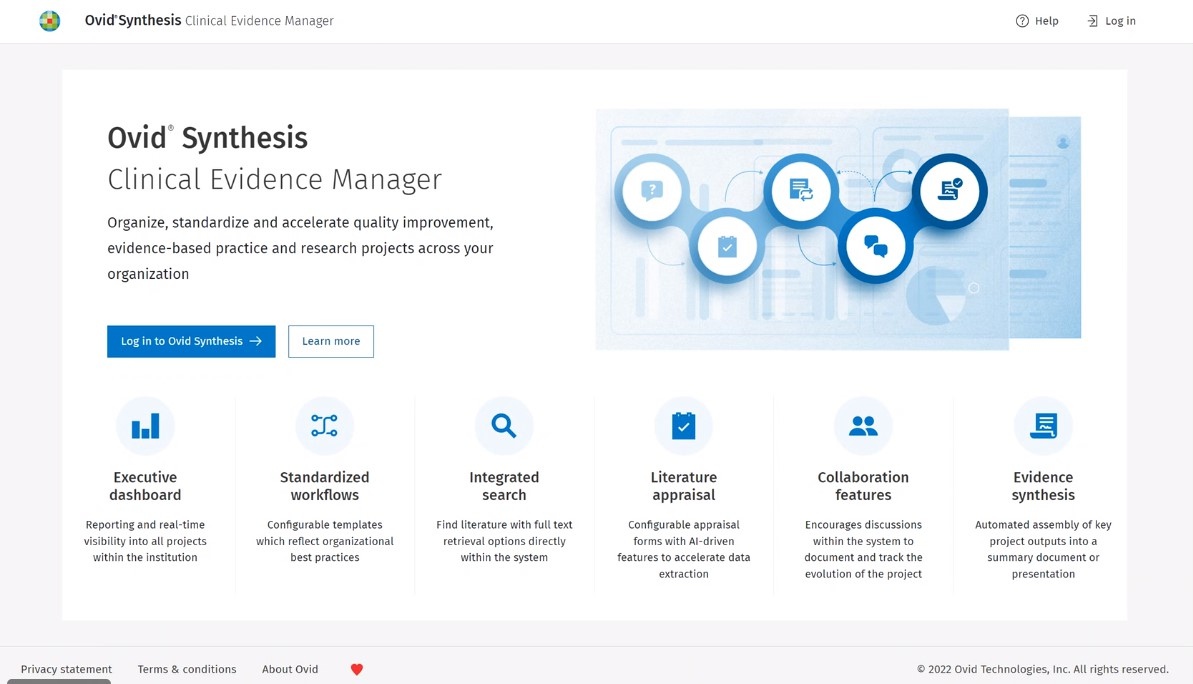 Ovid® Synthesis Clinical Evidence Manager
Help
Log in
Ovid® Synthesis
Clinical Evidence Manager
Organize, standardize and accelerate quality improvement,
evidence-based practice and research projects across your
organization
Log in to Ovid Synthesis →
Learn more
Executive
dashboard
Reporting and real-time
visibility into all projects
within the institution
Standardized
workflows
Configurable templates
which reflect organizational
best practices
Integrated
search
Find literature with full text
retrieval options directly
within the system
Literature
appraisal
Configurable appraisal
forms with AI-driven
features to accelerate data
extraction
Collaboration
features
Encourages discussions
within the system to
document and track the
evolution of the project
Evidence
synthesis
Automated assembly of key
project outputs into a
summary document or
presentation
Privacy statement
Terms & conditions
About Ovid
© 2022 Ovid Technologies, Inc. All rights reserved.